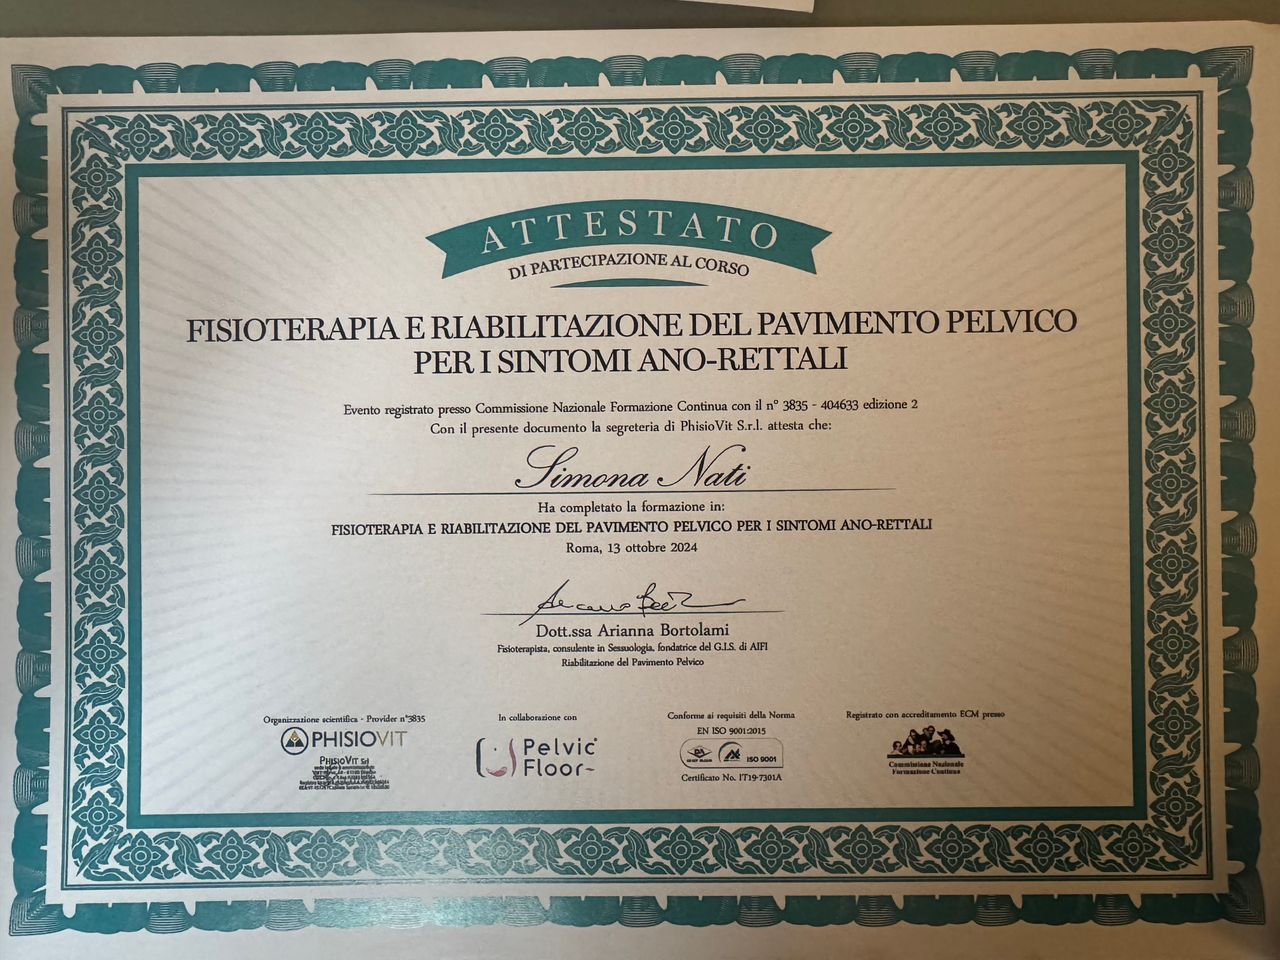 ATTESTATO
DI PARTECIPAZIONE AL CORSO
FISIOTERAPIA E RIABILITAZIONE DEL PAVIMENTO PELVICO
PER I SINTOMI ANO-RETTALI
Evento registrato presso Commissione Nazionale Formazione Continua con il n° 3835 - 404633 edizione 2
Con il presente documento la segreteria di PhisioVit S.r.l. attesta che:
Simona Nati
Ha completato la formazione in:
FISIOTERAPIA E RIABILITAZIONE DEL PAVIMENTO PELVICO PER I SINTOMI ANO-RETTALI
Roma, 13 ottobre 2024
Dott.ssa Arianna Bortolami
Fisioterapista, consulente in Sessuologia, fondatrice del G.I.S. di AIFI
Riabilitazione del Pavimento Pelvico
Organizzazione scientifica - Provider n°3835
PHISIOVIT
PHISIOVIT Srl
In collaborazione con
Pelvic
Floor
Conforme ai requisiti della Norma
EN ISO 9001:2015
ISO 9001
Certificato No. IT19-7301A
Registrato con accreditamento ECM presso
Commissione Nazionale
Formazione Continua